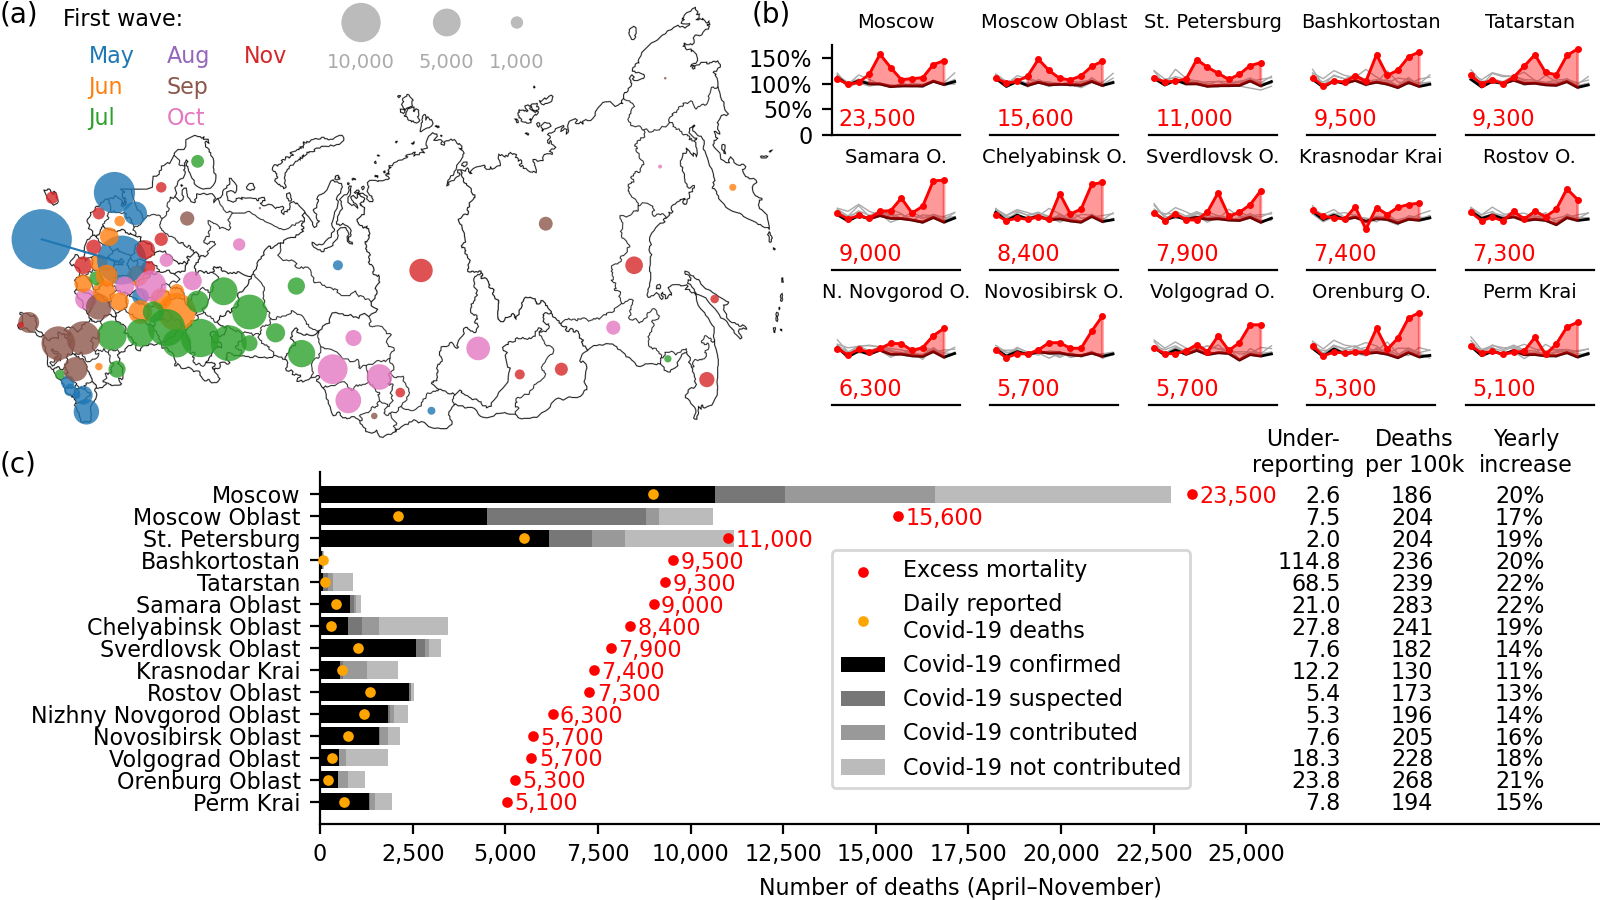 (a)
First wave:
May Aug Nov
Jun Sep
Jul Oct
10,000 5,000 1,000
(b)
Moscow Moscow Oblast St. Petersburg Bashkortostan Tatarstan
150%
100%
50%
0
23,500 15,600 11,000 9,500 9,300
Samara O. Chelyabinsk O. Sverdlovsk O. Krasnodar Krai Rostov O.
9,000 8,400 7,900 7,400 7,300
N. Novgorod O. Novosibirsk O. Volgograd O. Orenburg O. Perm Krai
6,300 5,700 5,700 5,300 5,100
(c)
Under- Deaths Yearly
reporting per 100k increase
Moscow 23,500 2.6 186 20%
Moscow Oblast 15,600 7.5 204 17%
St. Petersburg 11,000 2.0 204 19%
Bashkortostan 9,500 114.8 236 20%
Tatarstan 9,300 68.5 239 22%
Samara Oblast 9,000 21.0 283 22%
Chelyabinsk Oblast 8,400 27.8 241 19%
Sverdlovsk Oblast 7,900 7.6 182 14%
Krasnodar Krai 7,400 12.2 130 11%
Rostov Oblast 7,300 5.4 173 13%
Nizhny Novgorod Oblast 6,300 5.3 196 14%
Novosibirsk Oblast 5,700 7.6 205 16%
Volgograd Oblast 5,700 18.3 228 18%
Orenburg Oblast 5,300 23.8 268 21%
Perm Krai 5,100 7.8 194 15%
Excess mortality
Daily reported
Covid-19 deaths
Covid-19 confirmed
Covid-19 suspected
Covid-19 contributed
Covid-19 not contributed
0 2,500 5,000 7,500 10,000 12,500 15,000 17,500 20,000 22,500 25,000
Number of deaths (April–November)